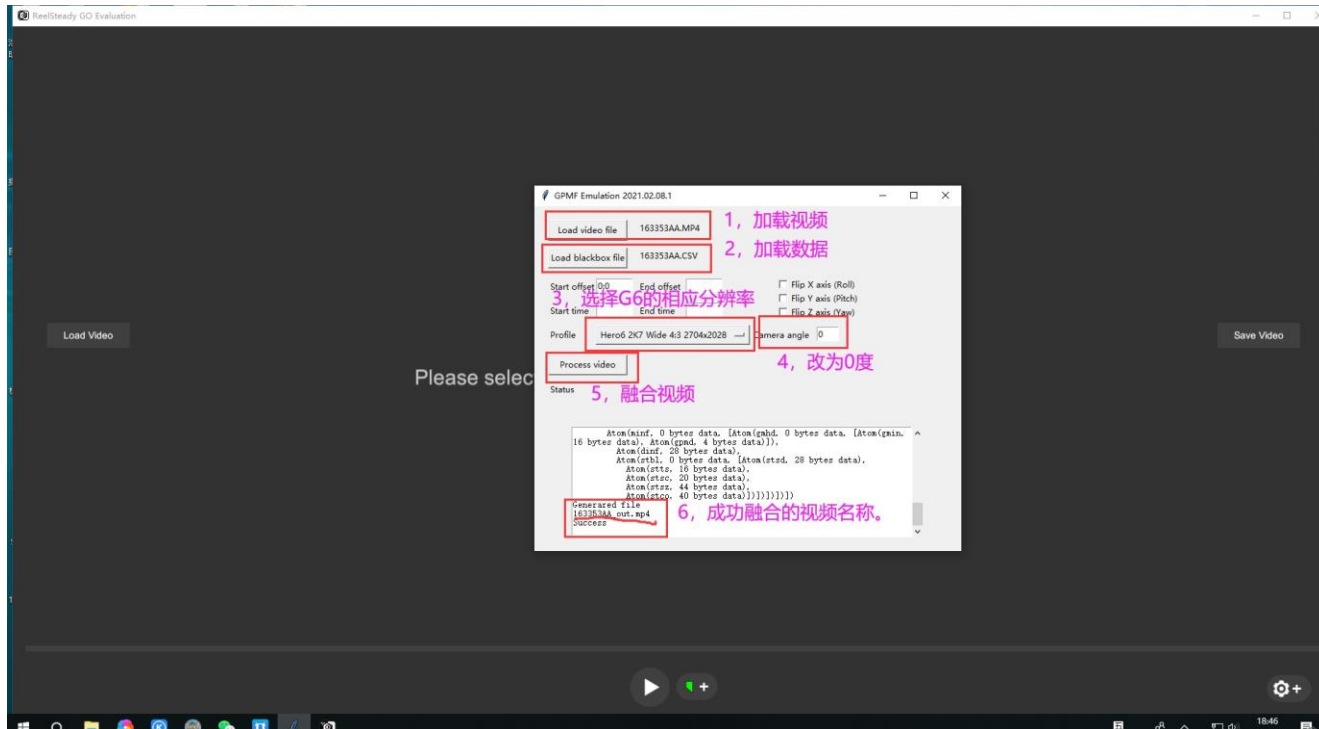 ReelSteady GO Evaluation
GPMF Emulation 2021.02.08.1
Load video file 163353AA.MP4 1，加载视频
Load blackbox file 163353AA.CSV 2，加载数据
Start offset 0;0 End offset Flip X axis (Roll)
3，选择G6的相应分辨率 Flip Y axis (Pitch)
Start time End time Flip Z axis (Yaw)
Load Video
Profile Hero6 2K7 Wide 4:3 2704x2028 Camera angle 0
Save Video
Process video 4，改为0度
Please selec
Status 5，融合视频
Atom(minf, 0 bytes data, [Atom(gmhd, 0 bytes data, [Atom(gmin,
16 bytes data), Atom(gpmd, 4 bytes data)]),
Atom(dinf, 28 bytes data),
Atom(stbl, 0 bytes data, [Atom(stsd, 28 bytes data),
Atom(stts, 16 bytes data),
Atom(stsc, 20 bytes data),
Atom(stsz, 44 bytes data),
Atom(stco, 40 bytes data)])])])])])
Generared file
163353AA_out.mp4 6，成功融合的视频名称。
Success
18:46